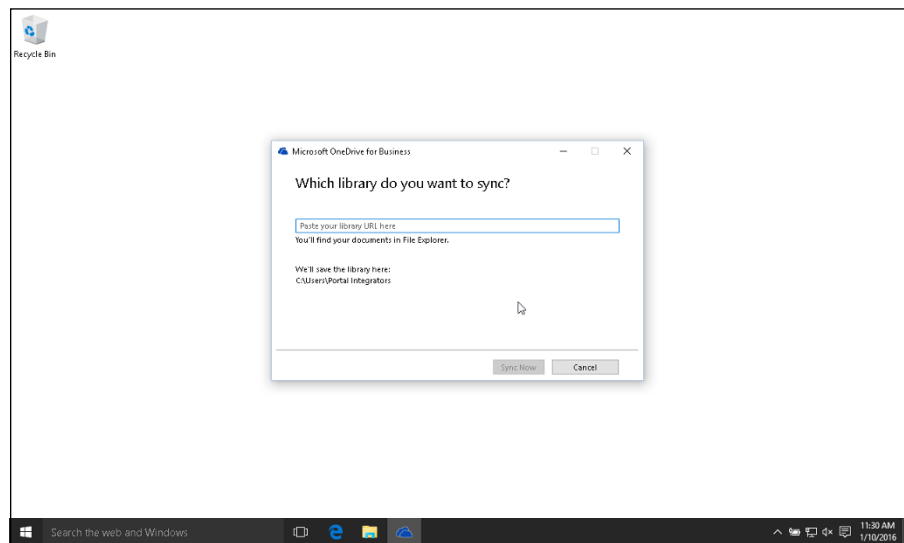 Recycle Bin
Microsoft OneDrive for Business
Which library do you want to sync?
Paste your library URL here
You'll find your documents in File Explorer.
We'll save the library here:
C:\Users\Portal Integrators
Sync Now
Cancel
Search the web and Windows
11:30 AM
1/10/2016